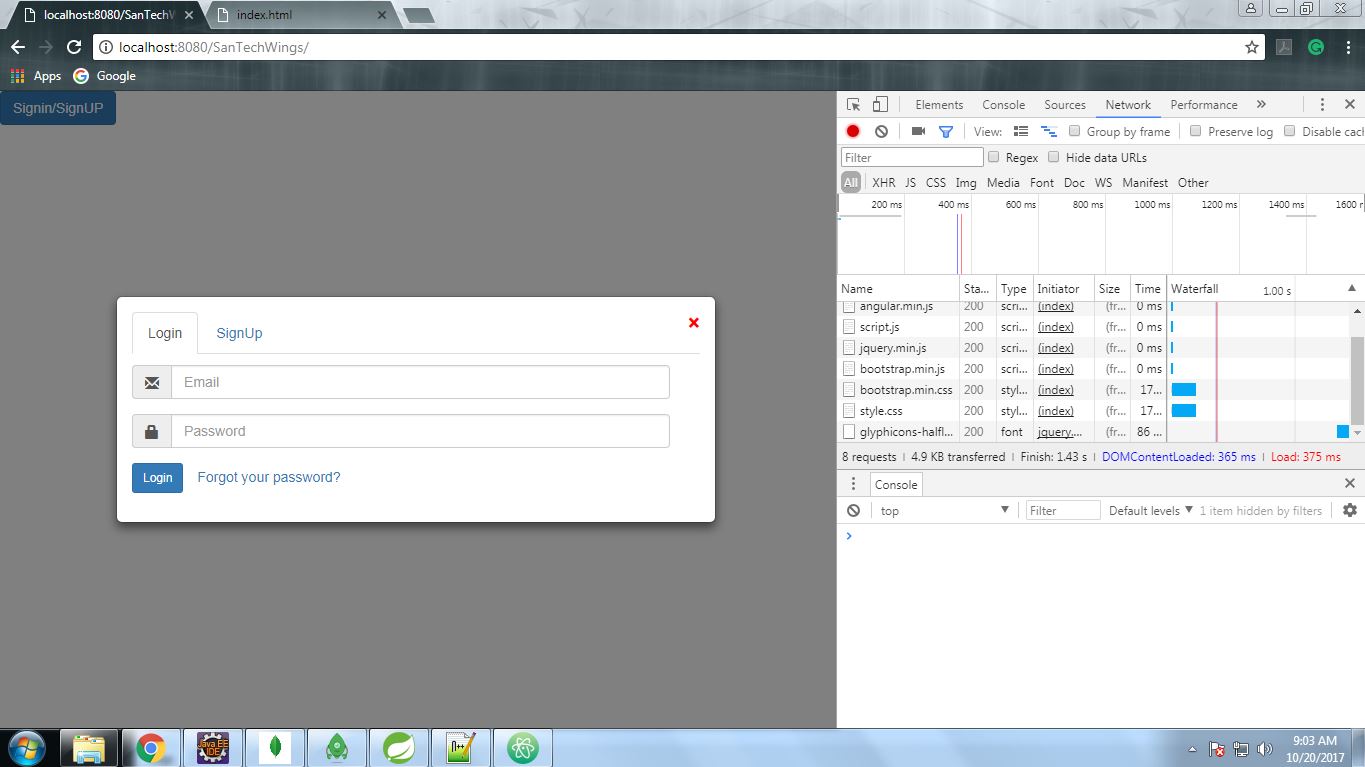 localhost:8080/SanTechW
index.html
localhost:8080/SanTechWings/
Apps Google
Signin/SignUP
Login SignUp
Email
Password
Login Forgot your password?
Elements Console Sources Network Performance »
View: Group by frame Preserve log Disable cac
Filter Regex Hide data URLs
All XHR JS CSS Img Media Font Doc WS Manifest Other
200 ms 400 ms 600 ms 800 ms 1000 ms 1200 ms 1400 ms 1600 r
Name Sta... Type Initiator Size Time Waterfall 1.00 s
angular.min.js 200 scri... (index) (fr... 0 ms
script.js 200 scri... (index) (fr... 0 ms
jquery.min.js 200 scri... (index) (fr... 0 ms
bootstrap.min.js 200 scri... (index) (fr... 0 ms
bootstrap.min.css 200 styl... (index) (fr... 17...
style.css 200 styl... (index) (fr... 17...
glyphicons-halfl... 200 font jquery.... (fr... 86 ...
8 requests | 4.9 KB transferred | Finish: 1.43 s | DOMContentLoaded: 365 ms | Load: 375 ms
Console
top Filter Default levels 1 item hidden by filters
Java EE
IDE
9:03 AM
10/20/2017